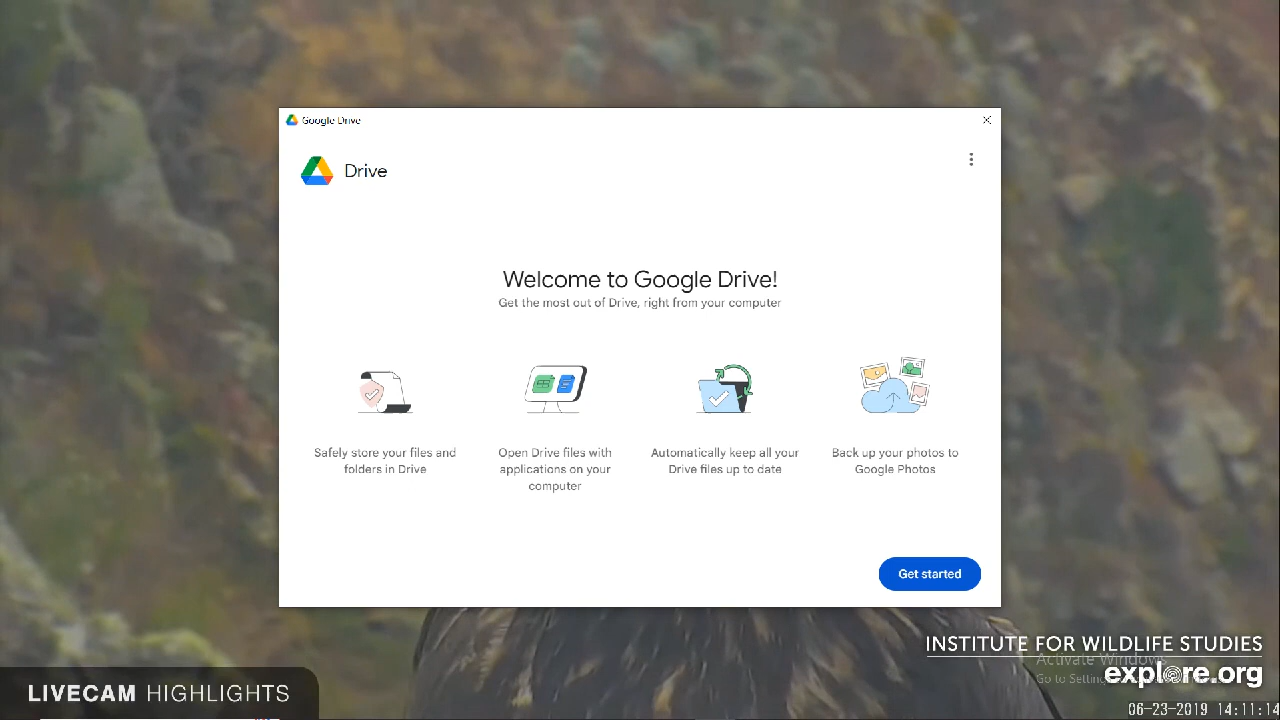 Google Drive
Drive
Welcome to Google Drive!
Get the most out of Drive, right from your computer
Safely store your files and
folders in Drive
Open Drive files with
applications on your
computer
Automatically keep all your
Drive files up to date
Back up your photos to
Google Photos
Get started
INSTITUTE FOR WILDLIFE STUDIES
Activate Windows
Go to Setting
explore.org
LIVECAM HIGHLIGHTS
06-23-2019 14:11:14